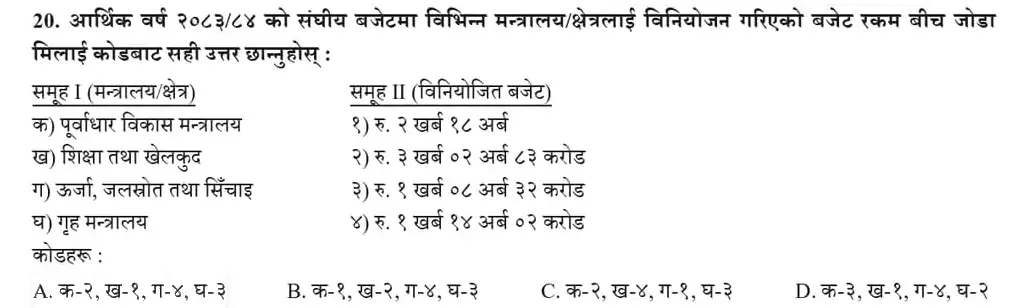 20. आर्थिक वर्ष २०८३/८४ को संघीय बजेटमा विभिन्न मन्त्रालय/क्षेत्रलाई विनियोजन गरिएको बजेट रकम बीच जोडा
मिलाई कोडबाट सही उत्तर छान्नुहोस् :
समूह I (मन्त्रालय/क्षेत्र) समूह II (विनियोजित बजेट)
क) पूर्वाधार विकास मन्त्रालय १) रु. २ खर्ब १८ अर्ब
ख) शिक्षा तथा खेलकुद २) रु. ३ खर्ब ०२ अर्ब ८३ करोड
ग) ऊर्जा, जलस्रोत तथा सिँचाइ ३) रु. १ खर्ब ०८ अर्ब ३२ करोड
घ) गृह मन्त्रालय ४) रु. १ खर्ब १४ अर्ब ०२ करोड
कोडहरू :
A. क-२, ख-१, ग-४, घ-३ B. क-१, ख-२, ग-४, घ-३ C. क-२, ख-४, ग-१, घ-३ D. क-३, ख-१, ग-४, घ-२